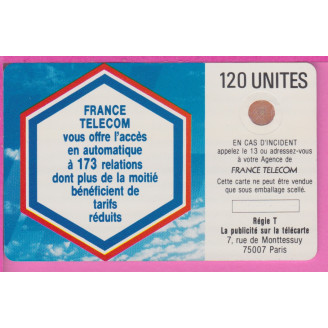 FRANCE
TELECOM
vous offre l'accès
en automatique
à 173 relations
dont plus de la moitié
bénéficient de
tarifs
réduits
120 UNITES
EN CAS D'INCIDENT
appelez le 13 ou adressez-vous
à votre Agence de
FRANCE TELECOM
Cette carte ne peut être vendue
que sous emballage scellé.
Régie T
La publicité sur la télécarte
7, rue de Monttessuy
75007 Paris